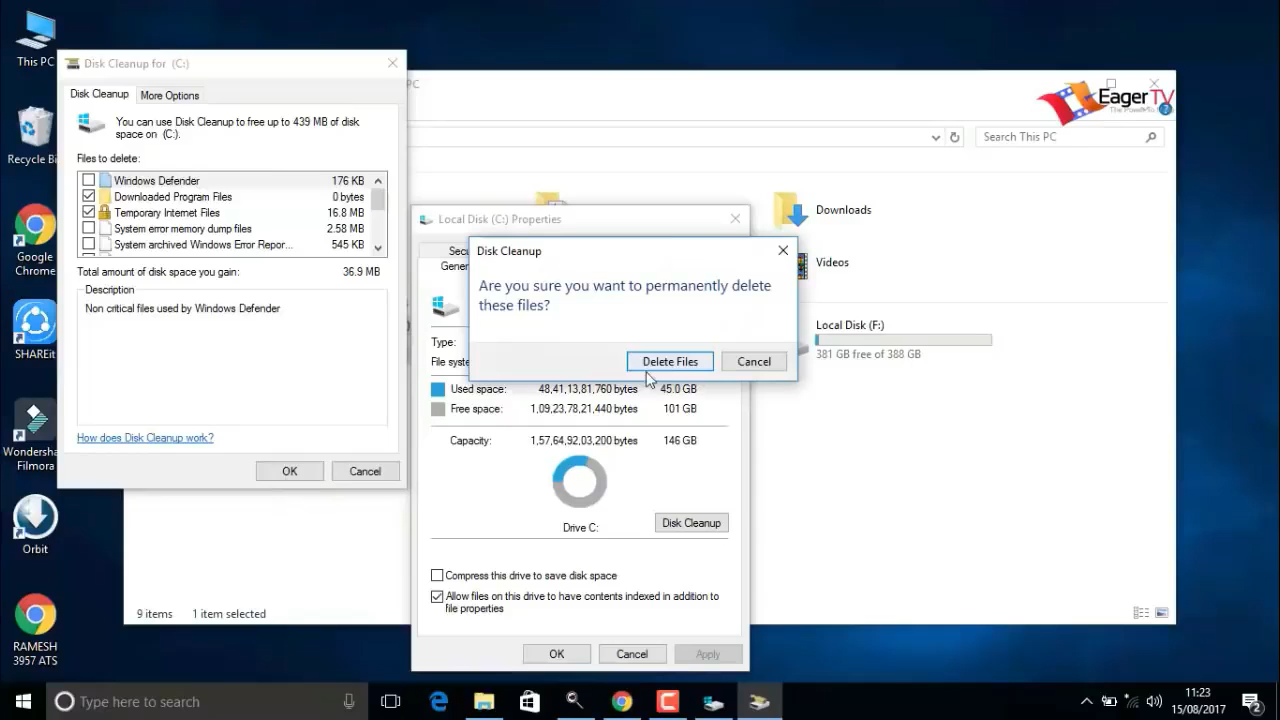 This PC
Recycle Bi
Google
Chrome
SHAREit
Wondersha
Filmora
Orbit
RAMESH
3957 ATS
Disk Cleanup for (C:)
Disk Cleanup
More Options
You can use Disk Cleanup to free up to 439 MB of disk
space on (C:).
Files to delete:
Windows Defender 176 KB
Downloaded Program Files 0 bytes
Temporary Internet Files 16.8 MB
System error memory dump files 2.58 MB
System archived Windows Error Repor... 545 KB
Total amount of disk space you gain: 36.9 MB
Description
Non critical files used by Windows Defender
How does Disk Cleanup work?
OK
Cancel
PC
EagerTV
Search This PC
Downloads
Videos
Local Disk (F:)
381 GB free of 388 GB
9 items 1 item selected
Local Disk (C:) Properties
Secu
Gener
Type:
File syste
Used space: 48,41,13,81,760 bytes 45.0 GB
Free space: 1,09,23,78,21,440 bytes 101 GB
Capacity: 1,57,64,92,03,200 bytes 146 GB
Drive C:
Disk Cleanup
Compress this drive to save disk space
Allow files on this drive to have contents indexed in addition to
file properties
OK
Cancel
Apply
Disk Cleanup
Are you sure you want to permanently delete
these files?
Delete Files
Cancel
Type here to search
11:23
15/08/2017
2